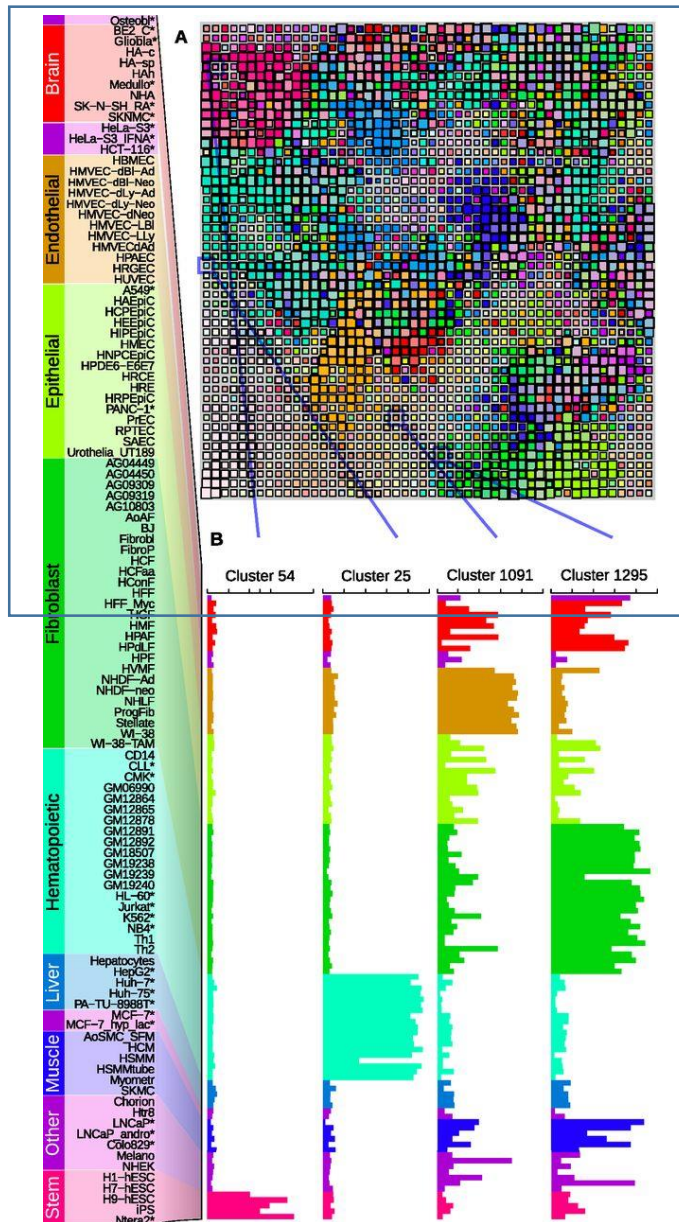 Osteobl*
BE2_C*
Gliobla*
HA-c
HA-sp
HAh
Medullo*
NHA
SK-N-SH_RA*
SKNMC*
HeLa-S3*
HeLa-S3_IFNA*
HCT-116*
HBMEC
HMVEC-dBl-Ad
HMVEC-dBl-Neo
HMVEC-dLy-Ad
HMVEC-dLy-Neo
HMVEC-dNeo
HMVEC-LBl
HMVEC-LLy
HMVECdAd
HPAEC
HRGEC
HUVEC
A549*
HAEpiC
HCPEpiC
HEEpiC
HIPEpiC
HMEC
HNPCEpiC
HPDE6-E6E7
HRCE
HRE
HRPEpiC
PANC-1*
PrEC
RPTEC
SAEC
Urothelia_UT189
AG04449
AG04450
AG09309
AG09319
AG10803
AoAF
BJ
Fibrobl
FibroP
HCF
HCFaa
HConF
HFF
HFF_Myc
HGF
HMF
HPAF
HPdLF
HPF
HVMF
NHDF-Ad
NHDF-neo
NHLF
ProgFib
Stellate
WI-38
WI-38-TAM
CD14
CLL*
CMK*
GM06990
GM12864
GM12865
GM12878
GM12891
GM12892
GM18507
GM19238
GM19239
GM19240
HL-60*
Jurkat*
K562*
NB4*
Th1
Th2
Hepatocytes
HepG2*
Huh-7*
Huh-75*
PA-TU-8988T*
MCF-7*
MCF-7_hyp_lac*
AoSMC_SFM
HCM
HSMM
HSMMtube
Myometr
SKMC
Chorion
Htr8
LNCaP*
LNCaP_andro*
Colo829*
Melano
NHEK
H1-hESC
H7-hESC
H9-hESC
iPS
Ntera2*
Brain
Endothelial
Epithelial
Fibroblast
Hematopoietic
Liver
Muscle
Other
Stem
A
B
Cluster 54
Cluster 25
Cluster 1091
Cluster 1295